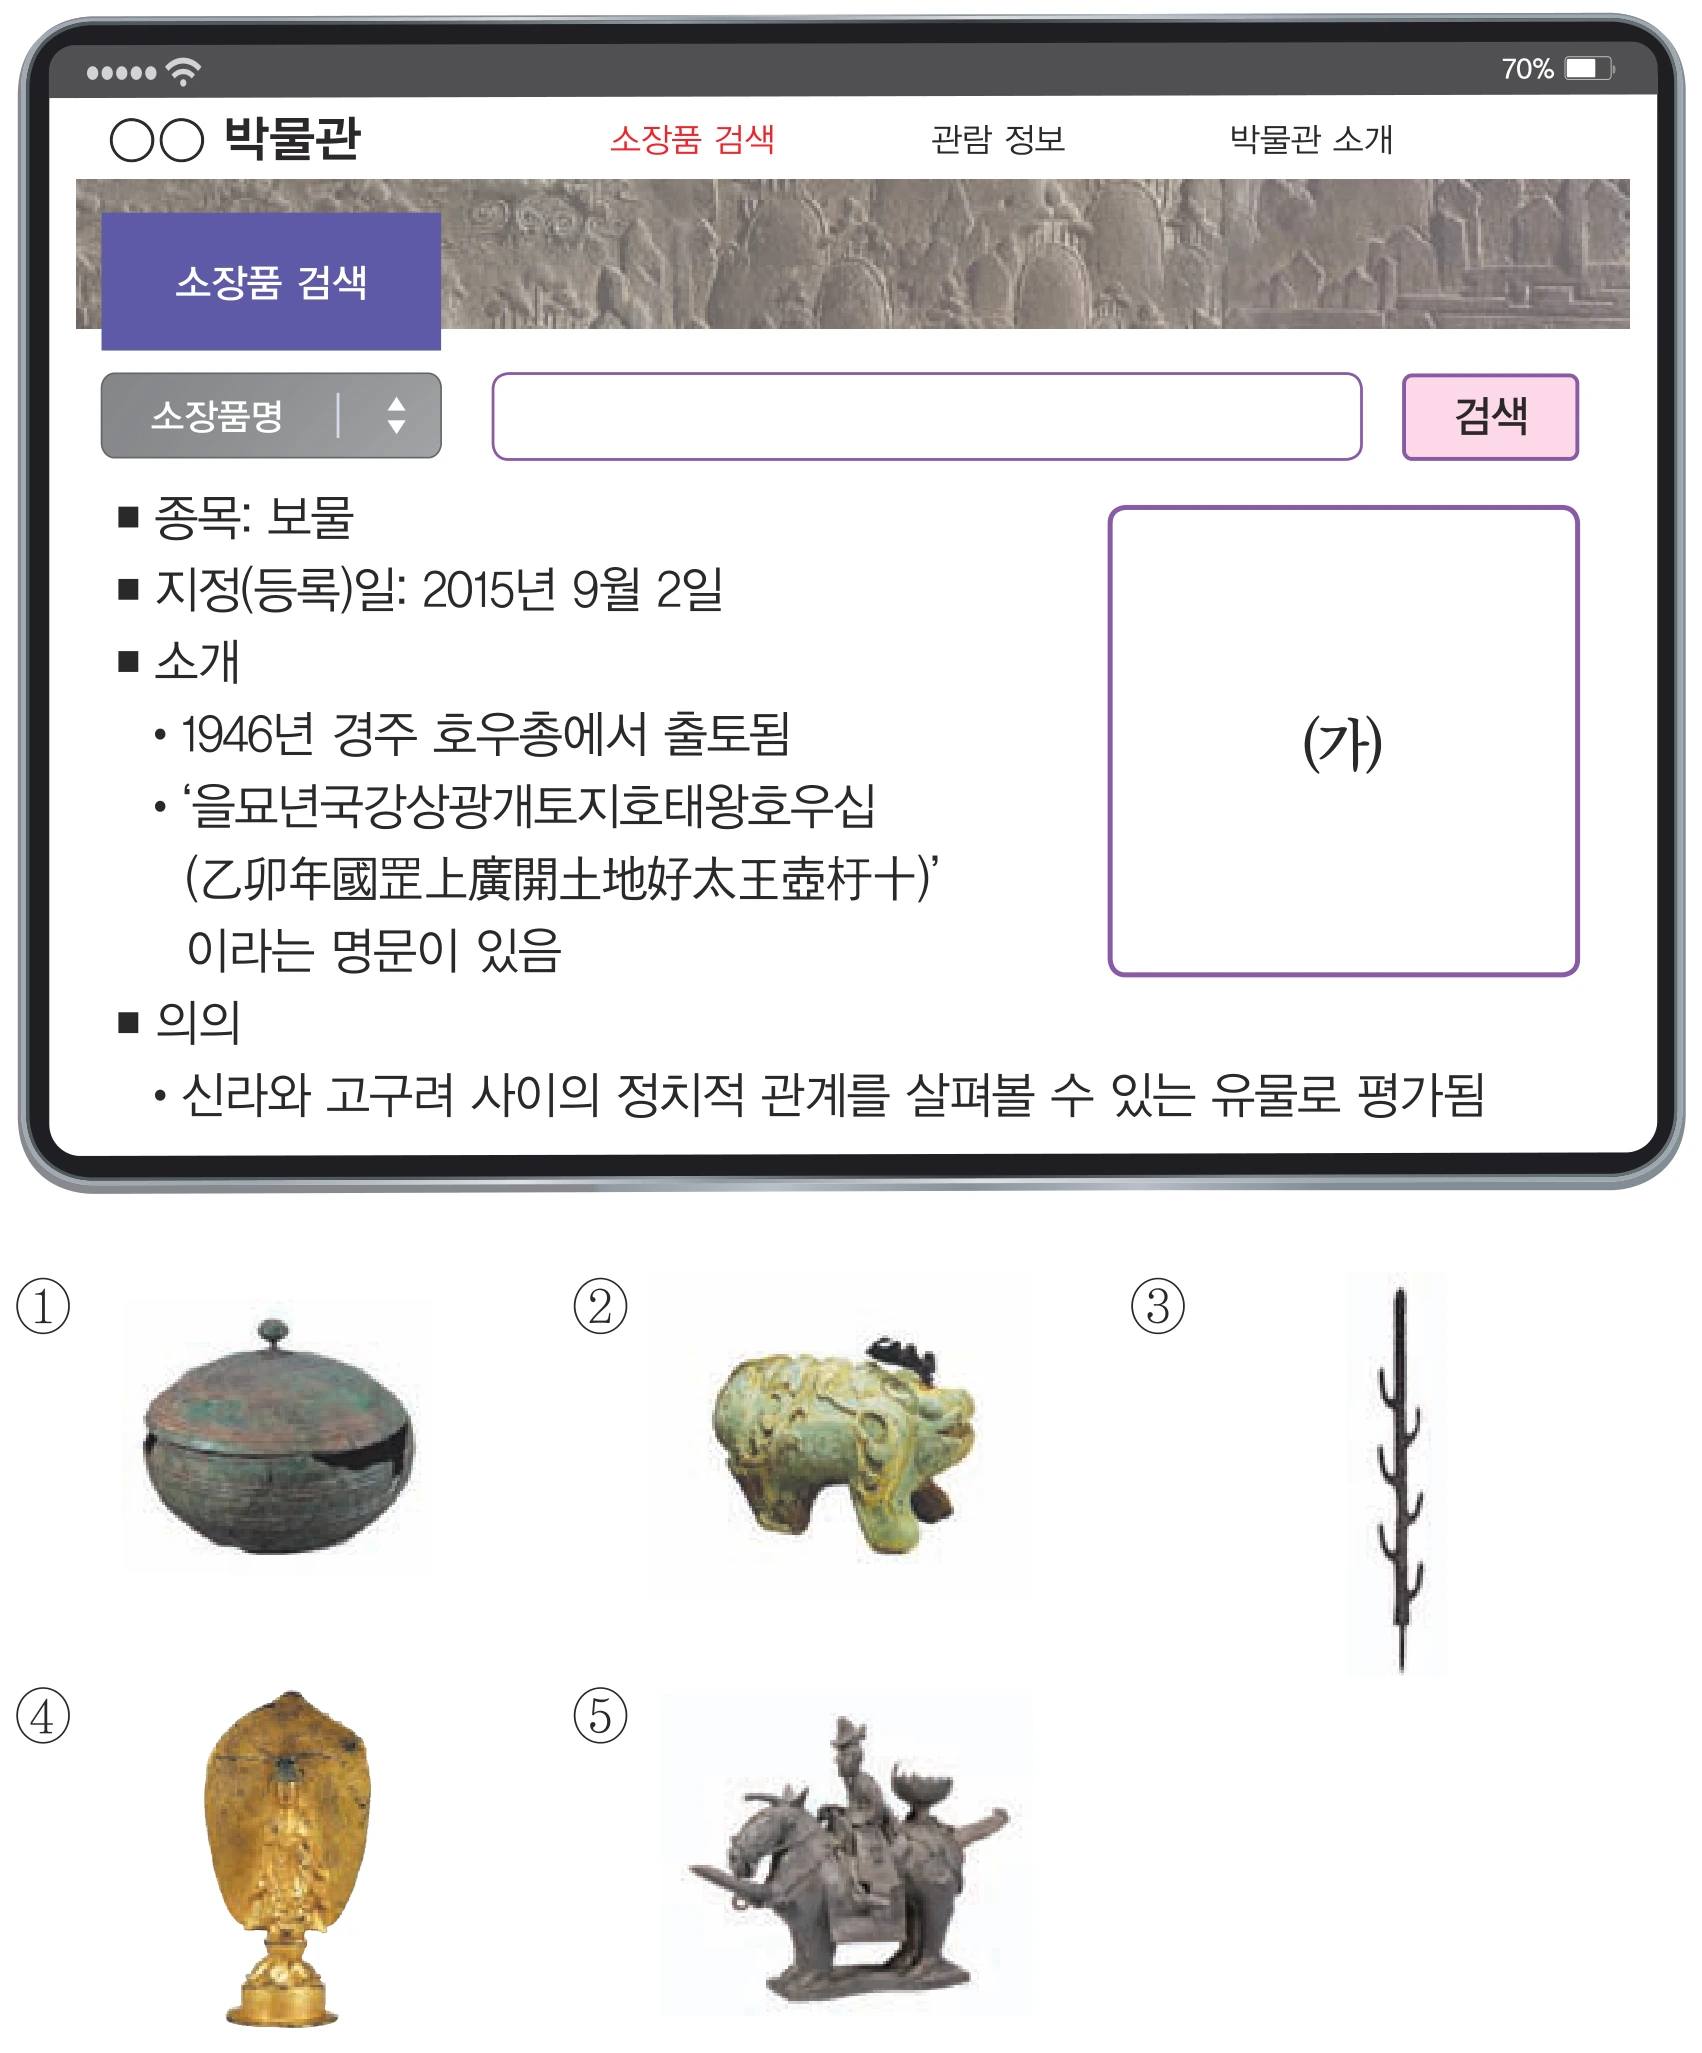 70%
○○ 박물관 소장품 검색 관람 정보 박물관 소개
소장품 검색
소장품명 검색
■ 종목: 보물
■ 지정(등록)일: 2015년 9월 2일
■ 소개
• 1946년 경주 호우총에서 출토됨
• ‘을묘년국강상광개토지호태왕호우십
(乙卯年國罡上廣開土地好太王壺杅十)’
이라는 명문이 있음
(가)
■ 의의
• 신라와 고구려 사이의 정치적 관계를 살펴볼 수 있는 유물로 평가됨
① ② ③
④ ⑤